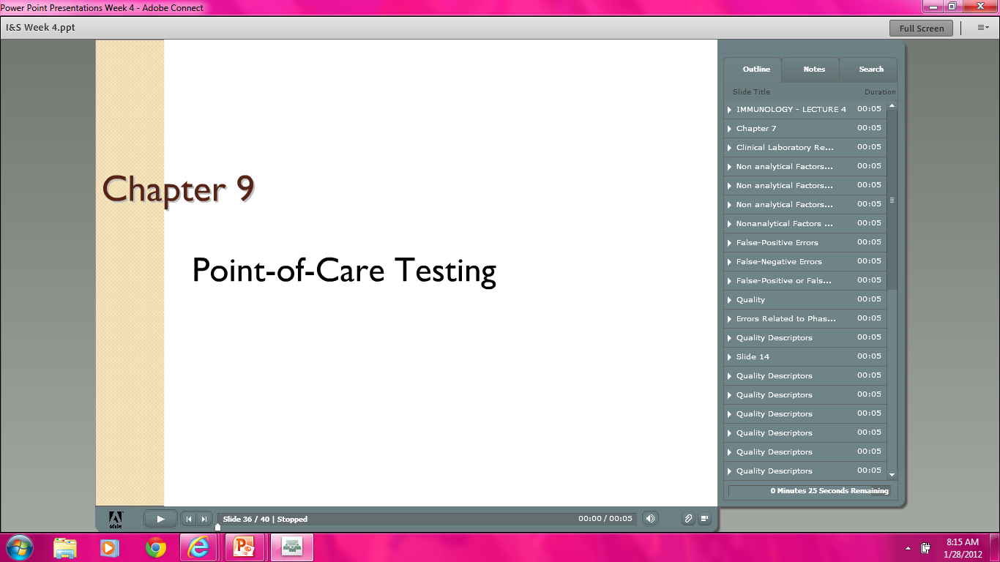 Power Point Presentations Week 4 - Adobe Connect
I&S Week 4.ppt
Full Screen
Chapter 9
Point-of-Care Testing
Outline Notes Search
Slide Title Duration
IMMUNOLOGY - LECTURE 4 00:05
Chapter 7 00:05
Clinical Laboratory Re... 00:05
Non analytical Factors... 00:05
Non analytical Factors... 00:05
Non analytical Factors... 00:05
Nonanalytical Factors ... 00:05
False-Positive Errors 00:05
False-Negative Errors 00:05
False-Positive or Fals... 00:05
Quality 00:05
Errors Related to Phas... 00:05
Quality Descriptors 00:05
Slide 14 00:05
Quality Descriptors 00:05
Quality Descriptors 00:05
Quality Descriptors 00:05
Quality Descriptors 00:05
Quality Descriptors 00:05
Quality Descriptors 00:05
0 Minutes 25 Seconds Remaining
Adobe
Slide 36 / 40 | Stopped 00:00 / 00:05
8:15 AM
1/28/2012